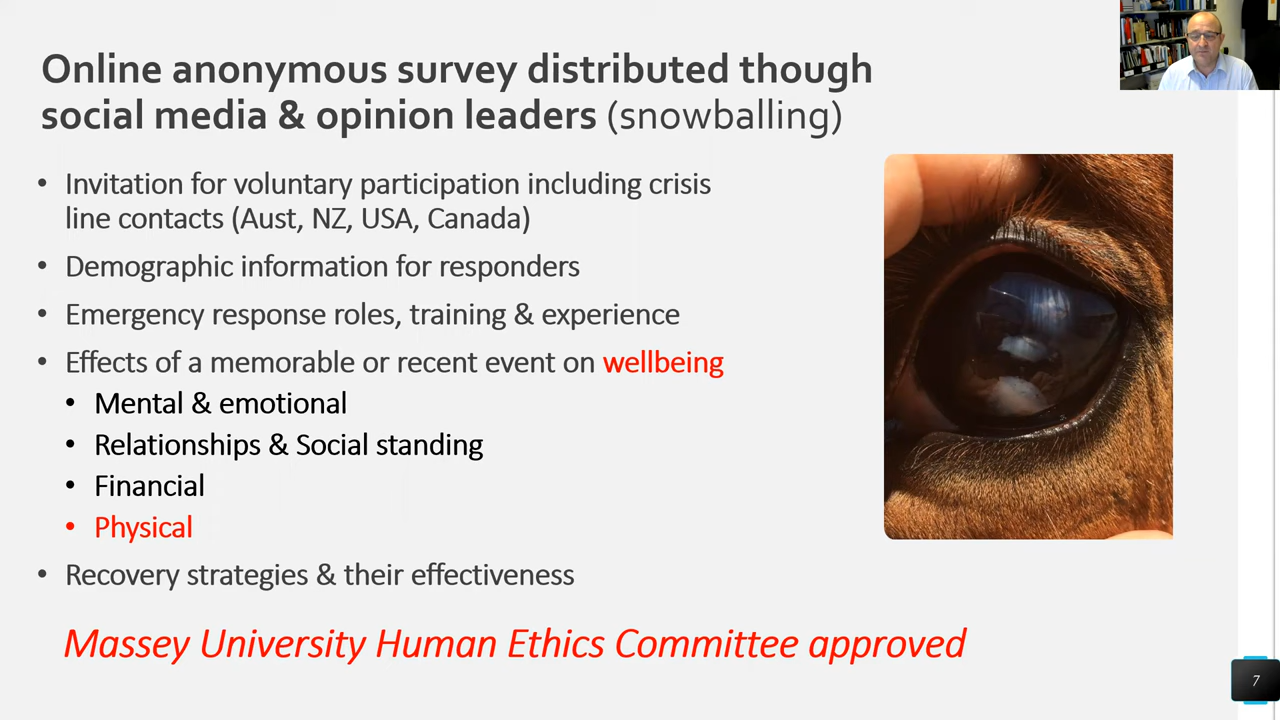 Online anonymous survey distributed though
social media & opinion leaders (snowballing)
• Invitation for voluntary participation including crisis
line contacts (Aust, NZ, USA, Canada)
• Demographic information for responders
• Emergency response roles, training & experience
• Effects of a memorable or recent event on wellbeing
• Mental & emotional
• Relationships & Social standing
• Financial
• Physical
• Recovery strategies & their effectiveness
Massey University Human Ethics Committee approved
7